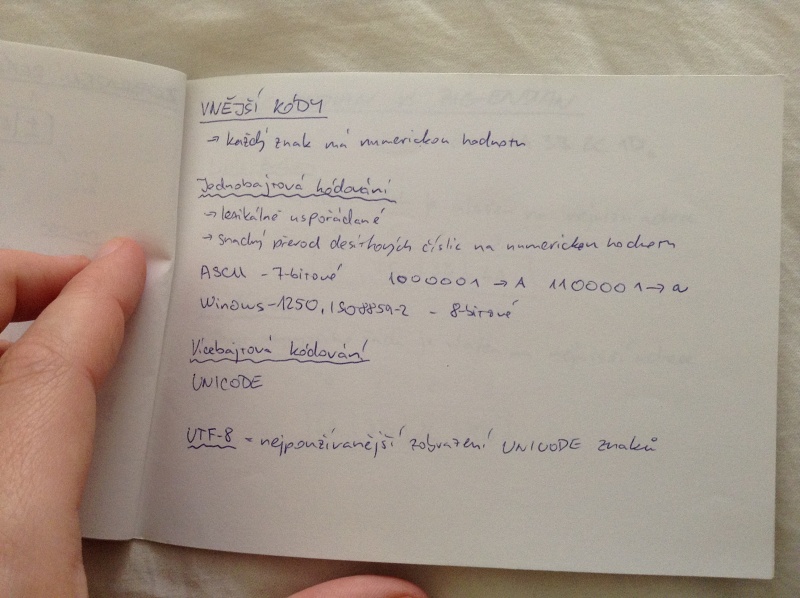 VNĚJŠÍ KÓDY
→ každý znak má numerickou hodnotu
Jednobajtová kódování
→ lexikálně uspořádané
→ snadný převod desítkových číslic na numerickou hodnotu
ASCII - 7-bitové 1000001 → A 1100001 → a
Windows-1250, ISO8859-2 - 8-bitové
Vícebajtová kódování
UNICODE
UTF-8 = nejpoužívanější zobrazení UNICODE znaků